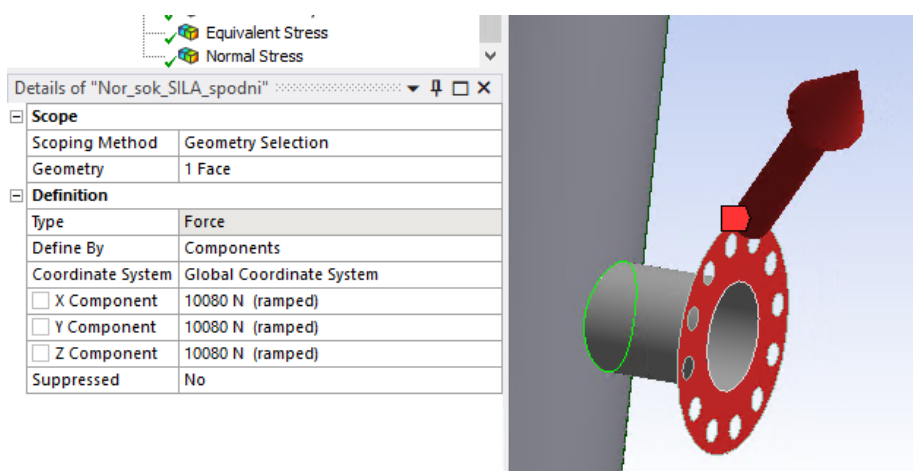 Equivalent Stress
Normal Stress
Details of "Nor_sok_SILA_spodni"
Scope
Scoping Method Geometry Selection
Geometry 1 Face
Definition
Type Force
Define By Components
Coordinate System Global Coordinate System
X Component 10080 N (ramped)
Y Component 10080 N (ramped)
Z Component 10080 N (ramped)
Suppressed No